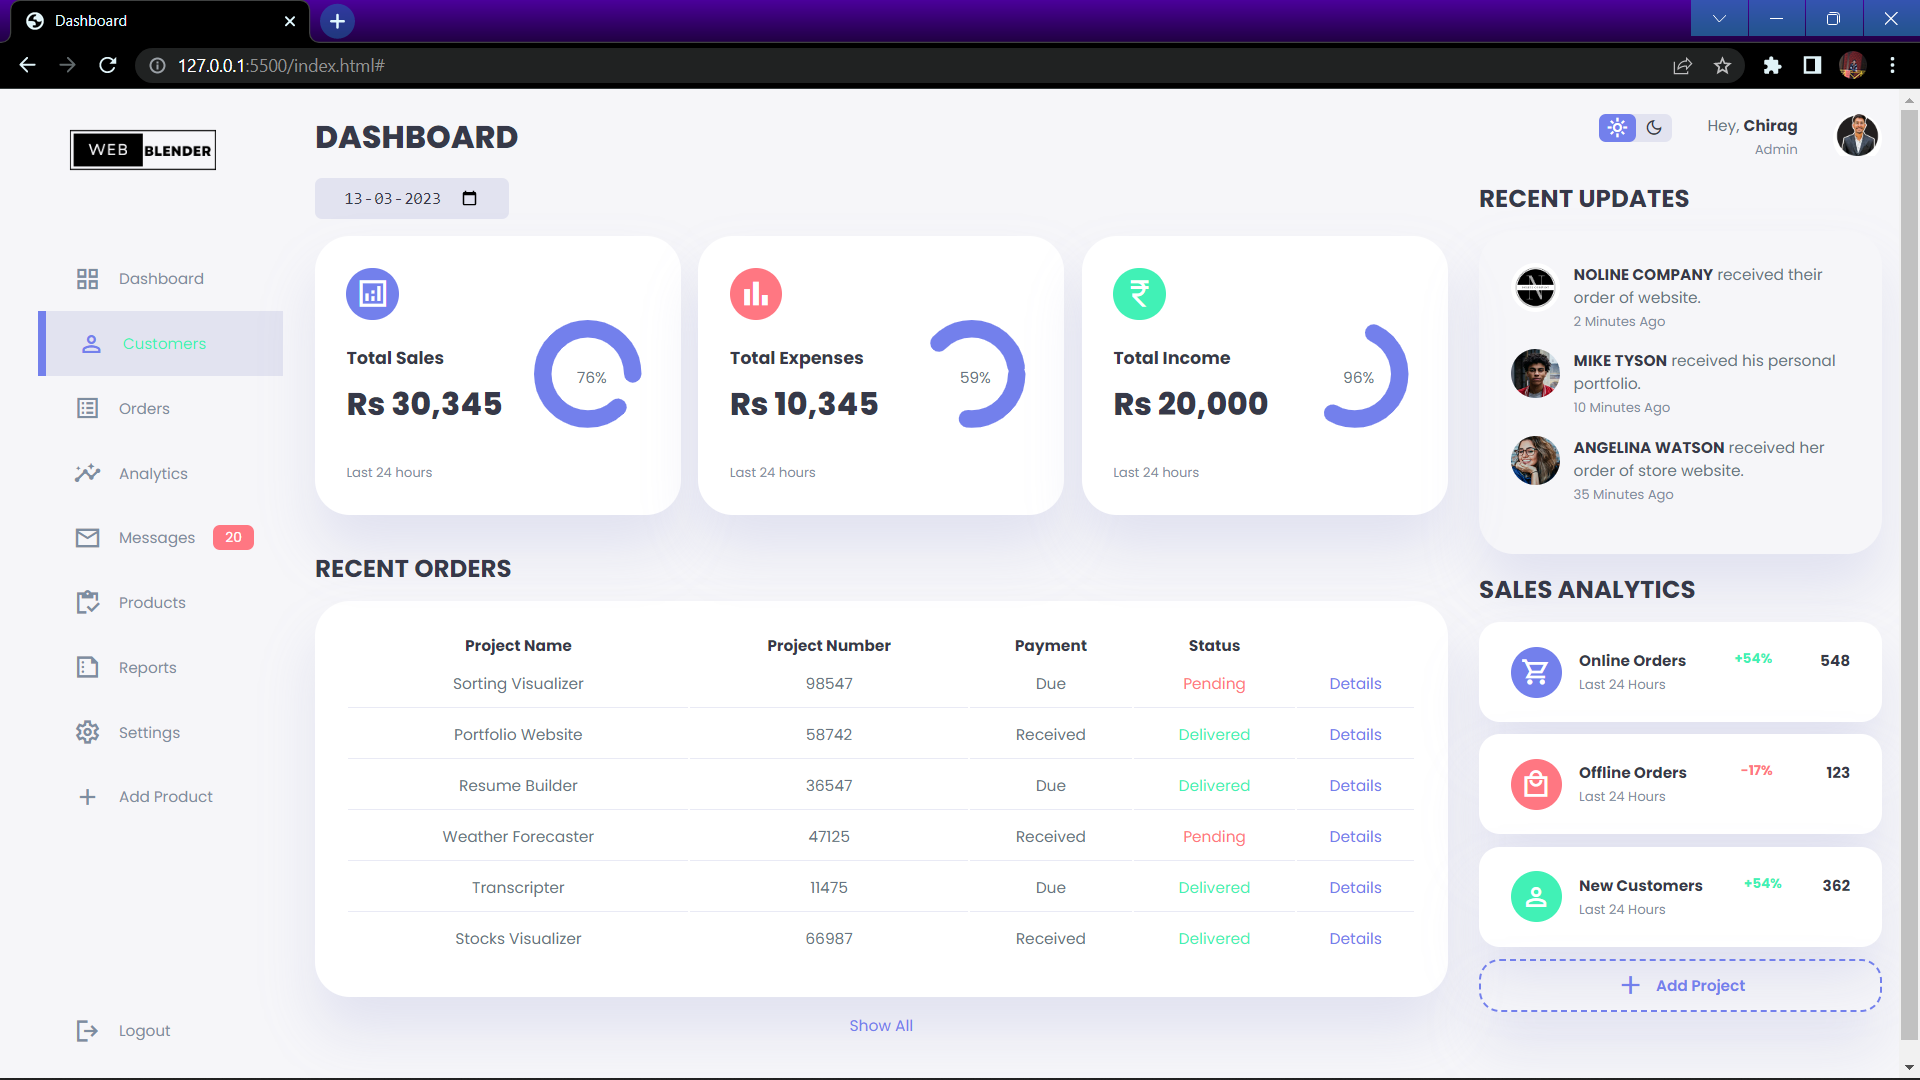 Dashboard
127.0.0.1:5500/index.html#
WEB BLENDER
Dashboard
Customers
Orders
Analytics
Messages 20
Products
Reports
Settings
Add Product
Logout
DASHBOARD
13-03-2023
Total Sales
Rs 30,345
76%
Last 24 hours
Total Expenses
Rs 10,345
59%
Last 24 hours
Total Income
Rs 20,000
96%
Last 24 hours
RECENT ORDERS
Project Name Project Number Payment Status
Sorting Visualizer 98547 Due Pending Details
Portfolio Website 58742 Received Delivered Details
Resume Builder 36547 Due Delivered Details
Weather Forecaster 47125 Received Pending Details
Transcripter 11475 Due Delivered Details
Stocks Visualizer 66987 Received Delivered Details
Show All
Hey, Chirag
Admin
RECENT UPDATES
N
NOLINE COMPANY received their
order of website.
2 Minutes Ago
MIKE TYSON received his personal
portfolio.
10 Minutes Ago
ANGELINA WATSON received her
order of store website.
35 Minutes Ago
SALES ANALYTICS
Online Orders +54% 548
Last 24 Hours
Offline Orders -17% 123
Last 24 Hours
New Customers +54% 362
Last 24 Hours
Add Project